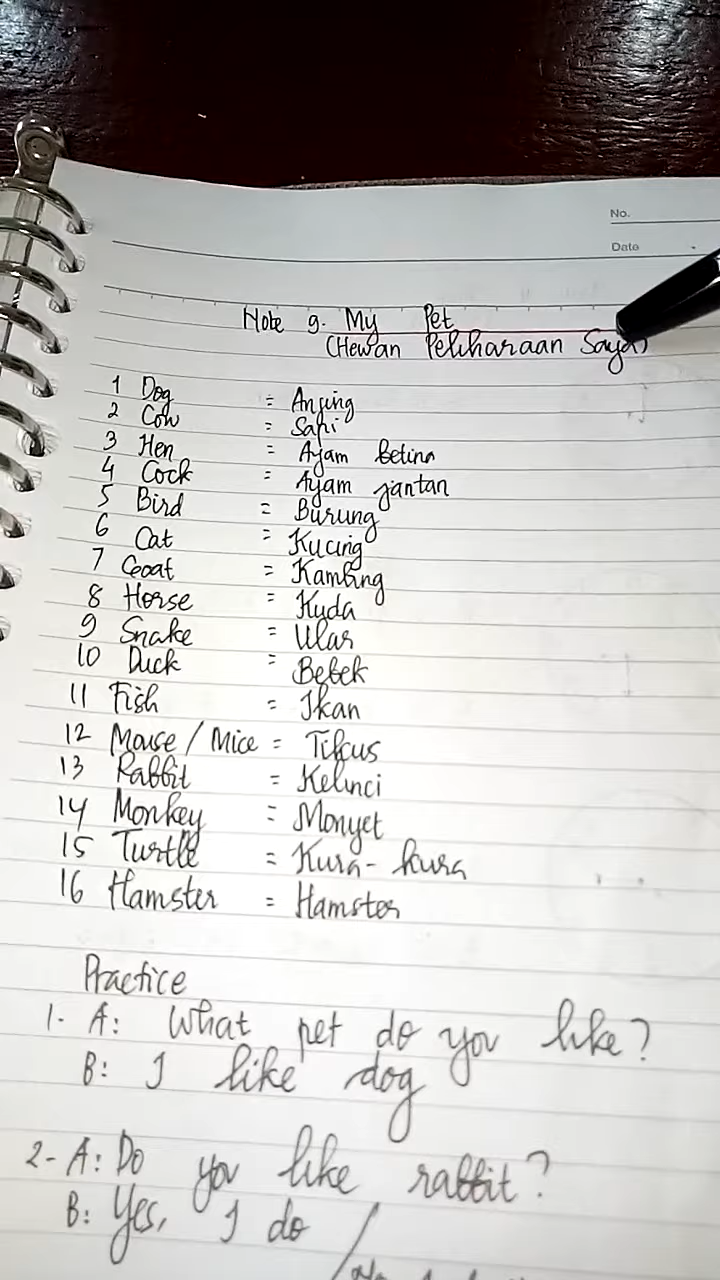 No.
Date
Note 9. My Pet
(Hewan Peliharaan Saya)
1 Dog = Anjing
2 Cow = Sapi
3 Hen = Ayam betina
4 Cock = Ayam jantan
5 Bird = Burung
6 Cat = Kucing
7 Goat = Kambing
8 Horse = Kuda
9 Snake = Ular
10 Duck = Bebek
11 Fish = Ikan
12 Mouse / Mice = Tikus
13 Rabbit = Kelinci
14 Monkey = Monyet
15 Turtle = Kura-kura
16 Hamster = Hamster
Practice
1- A: What pet do you like?
B: I like dog
2- A: Do you like rabbit?
B: Yes, I do /